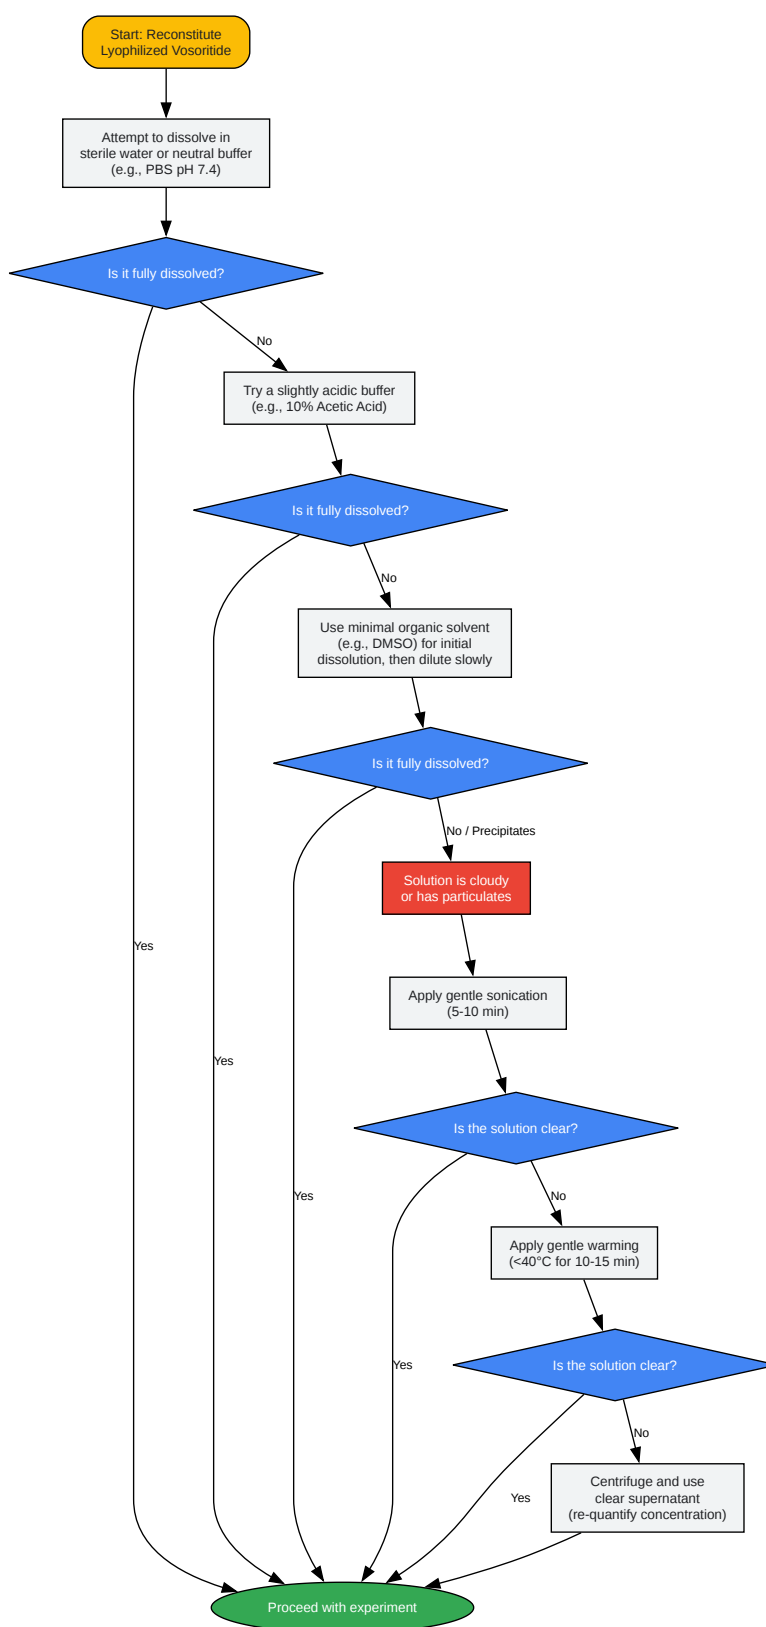 Start: Reconstitute
Lyophilized Vosoritide
Attempt to dissolve in
sterile water or neutral buffer
(e.g., PBS pH 7.4)
Is it fully dissolved?
No
Try a slightly acidic buffer
(e.g., 10% Acetic Acid)
Is it fully dissolved?
No
Use minimal organic solvent
(e.g., DMSO) for initial
dissolution, then dilute slowly
Is it fully dissolved?
No / Precipitates
Solution is cloudy
or has particulates
Yes
Apply gentle sonication
(5-10 min)
Yes
Is the solution clear?
Yes
No
Apply gentle warming
(<40°C for 10-15 min)
Yes
Is the solution clear?
No
Yes
Centrifuge and use
clear supernatant
(re-quantify concentration)
Proceed with experiment